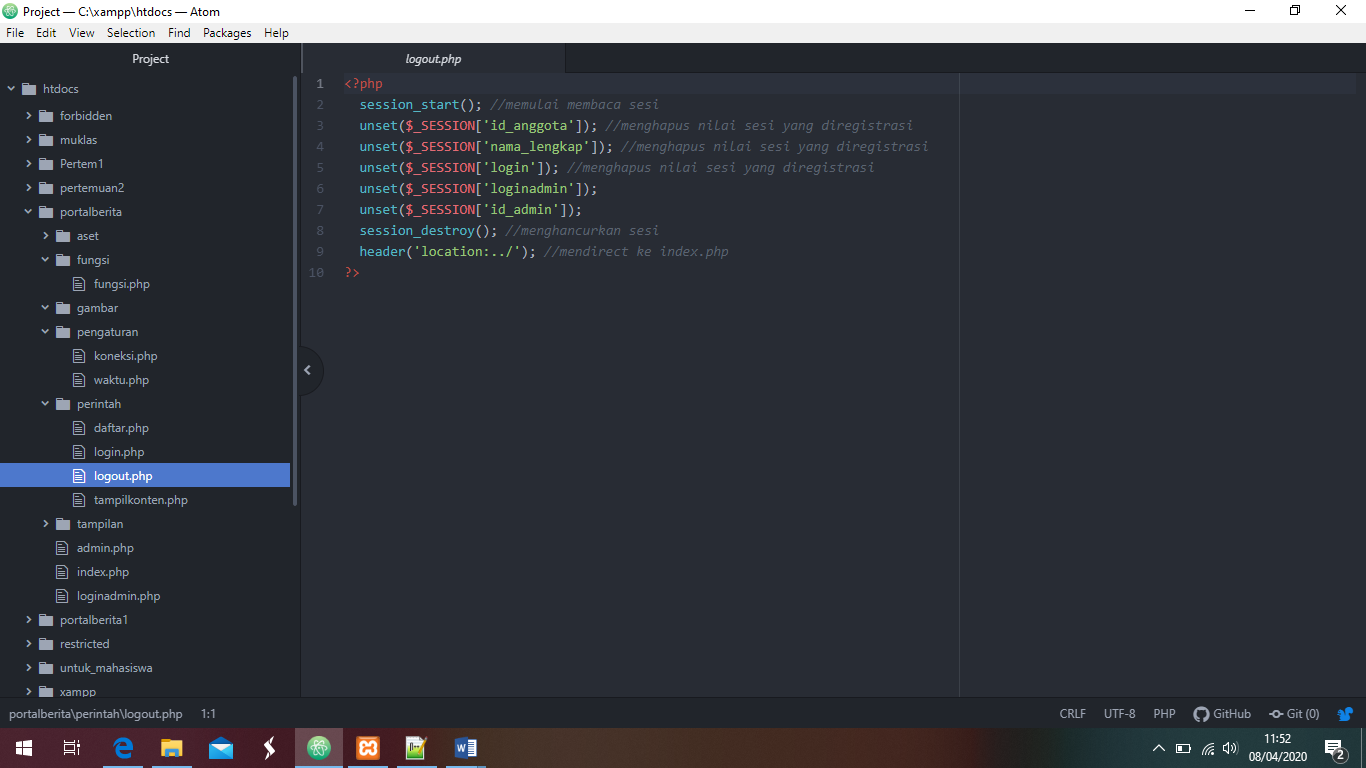 Project — C:\xampp\htdocs — Atom
File Edit View Selection Find Packages Help
Project
htdocs
forbidden
muklas
Pertem1
pertemuan2
portalberita
aset
fungsi
fungsi.php
gambar
pengaturan
koneksi.php
waktu.php
perintah
daftar.php
login.php
logout.php
tampilkonten.php
tampilan
admin.php
index.php
loginadmin.php
portalberita1
restricted
untuk_mahasiswa
xampp
logout.php
1 <?php
2 session_start(); //memulai membaca sesi
3 unset($_SESSION['id_anggota']); //menghapus nilai sesi yang diregistrasi
4 unset($_SESSION['nama_lengkap']); //menghapus nilai sesi yang diregistrasi
5 unset($_SESSION['login']); //menghapus nilai sesi yang diregistrasi
6 unset($_SESSION['loginadmin']);
7 unset($_SESSION['id_admin']);
8 session_destroy(); //menghancurkan sesi
9 header('location:../'); //mendirect ke index.php
10 ?>
portalberita\perintah\logout.php 1:1
CRLF UTF-8 PHP GitHub Git (0)
11:52
08/04/2020
2